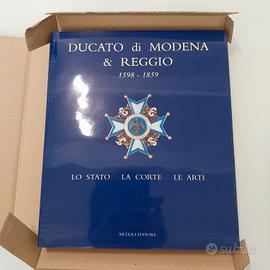 DUCATO di MODENA
& REGGIO
1598 - 1859
LO STATO LA CORTE LE ARTI
ARTIOLI EDITORE
subito